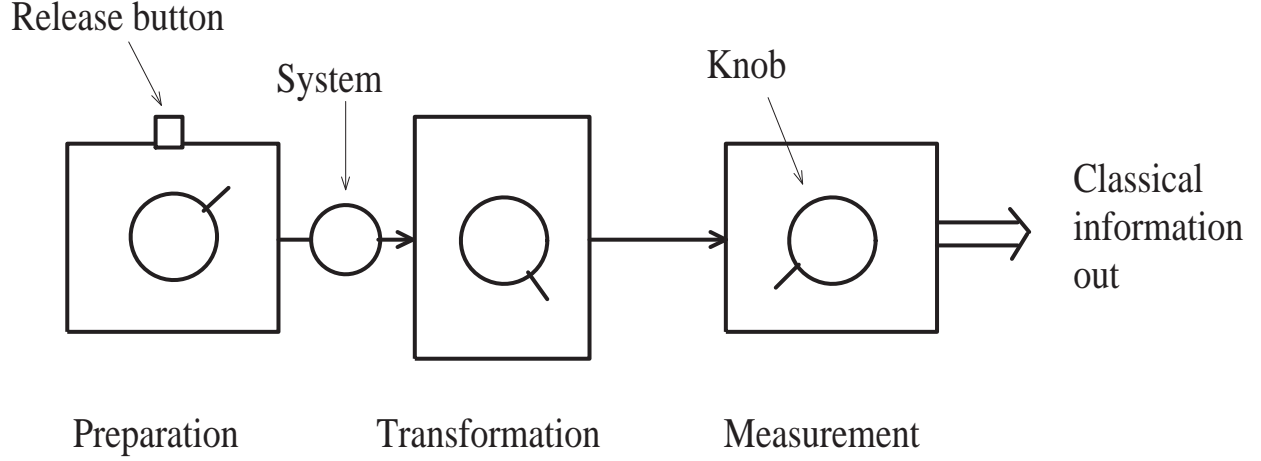 Release button
System
Knob
Classical
information
out
Preparation
Transformation
Measurement